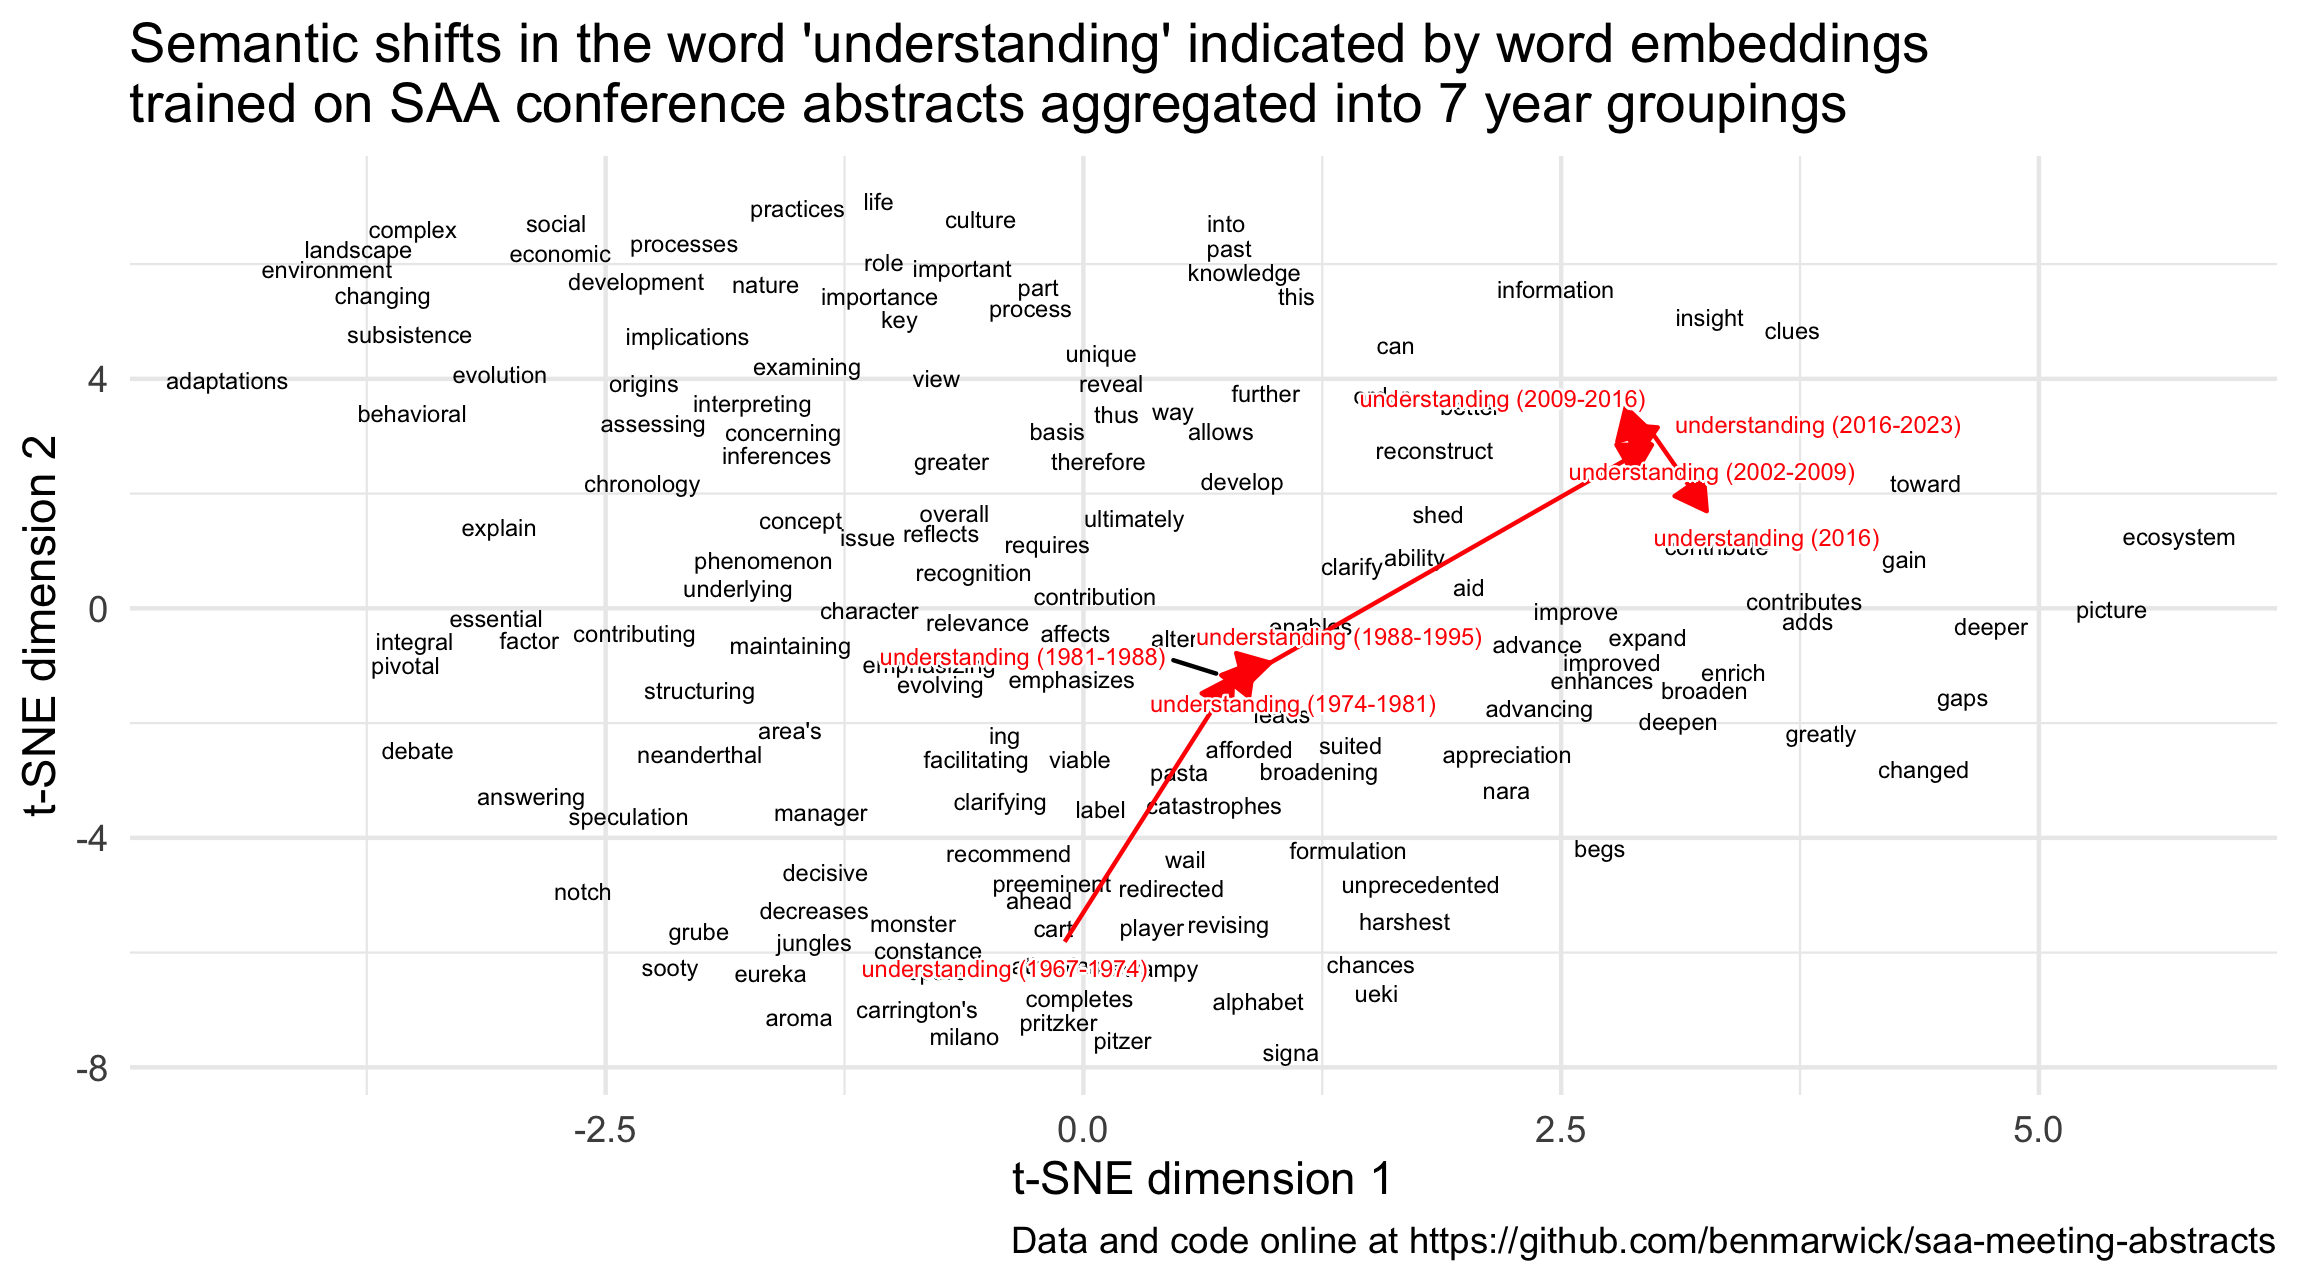 Semantic shifts in the word 'understanding' indicated by word embeddings
trained on SAA conference abstracts aggregated into 7 year groupings
life
practices
culture
social
into
complex
processes
landscape
economic
past
role
important
environment
knowledge
development
nature
part
information
changing
importance
this
process
key
insight
clues
subsistence
implications
can
unique
examining
evolution
view
adaptations
origins
reveal
4
further
understanding (2009-2016)
better
interpreting
behavioral
thus
way
assessing
understanding (2016-2023)
concerning
basis
allows
inferences
reconstruct
greater
therefore
understanding (2002-2009)
chronology
develop
toward
overall
shed
concept
ultimately
explain
reflects
issue
understanding (2016)
ecosystem
requires
contribute
phenomenon
ability
gain
recognition
clarify
underlying
aid
contribution
contributes
0
character
improve
picture
essential
relevance
adds
enables
deeper
integral
factor
contributing
affects
alter
understanding (1988-1995)
expand
maintaining
advance
understanding (1981-1988)
improved
pivotal
emphasizing
enrich
evolving
emphasizes
enhances
structuring
broaden
gaps
understanding (1974-1981)
advancing
leads
deepen
area's
ing
greatly
debate
neanderthal
facilitating
viable
afforded
suited
appreciation
pasta
broadening
changed
nara
answering
clarifying
catastrophes
label
speculation
manager
-4
recommend
wail
formulation
begs
decisive
preeminent
redirected
unprecedented
notch
ahead
decreases
monster
cart
player
revising
harshest
grube
jungles
constance
sooty
eureka
understanding (1967-1974)
chances
ueki
completes
alphabet
carrington's
aroma
pritzker
milano
pitzer
signa
-8
-2.5
0.0
2.5
5.0
t-SNE dimension 2
t-SNE dimension 1
Data and code online at https://github.com/benmarwick/saa-meeting-abstracts